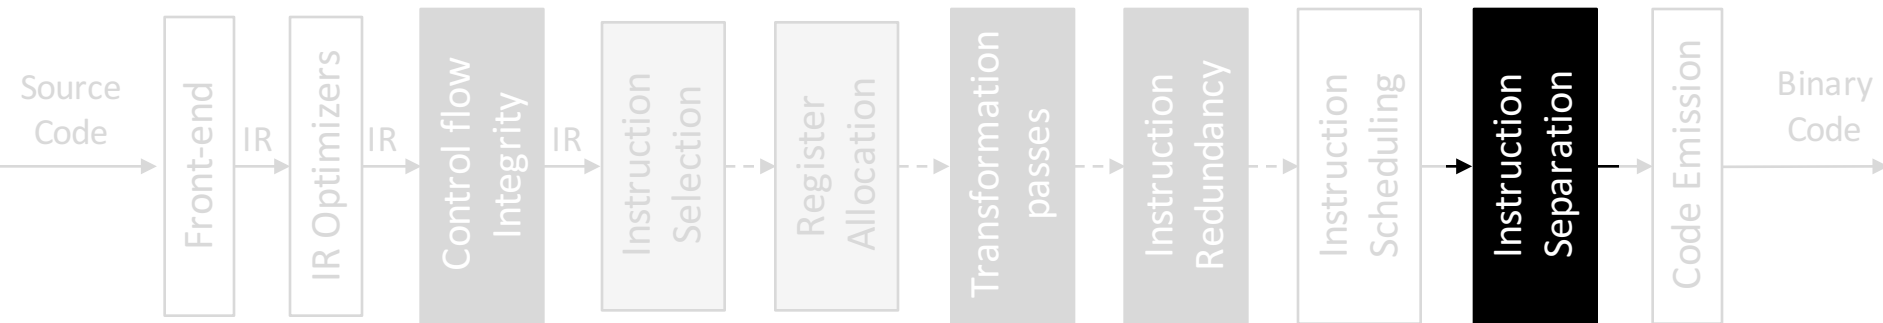 Source
Code
Front-end
IR
IR Optimizers
IR
Control flow
Integrity
IR
Instruction
Selection
Register
Allocation
Transformation
passes
Instruction
Redundancy
Instruction
Scheduling
Instruction
Separation
Code Emission
Binary
Code